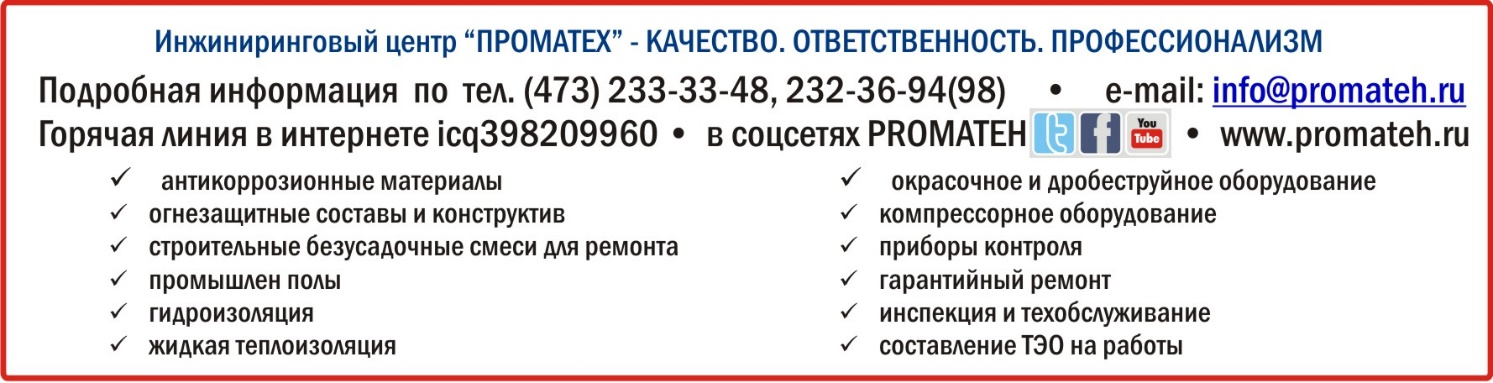 Инжиниринговый центр “ПРОМАТЕХ” - КАЧЕСТВО. ОТВЕТСТВЕННОСТЬ. ПРОФЕССИОНАЛИЗМ
Подробная информация по тел. (473) 233-33-48, 232-36-94(98) • e-mail: info@promateh.ru
Горячая линия в интернете icq398209960 • в соцсетях PROMATEH t f You Tube • www.promateh.ru
✓ антикоррозионные материалы
✓ огнезащитные составы и конструктив
✓ строительные безусадочные смеси для ремонта
✓ промышлен полы
✓ гидроизоляция
✓ жидкая теплоизоляция
✓ окрасочное и дробеструйное оборудование
✓ компрессорное оборудование
✓ приборы контроля
✓ гарантийный ремонт
✓ инспекция и техобслуживание
✓ составление ТЭО на работы